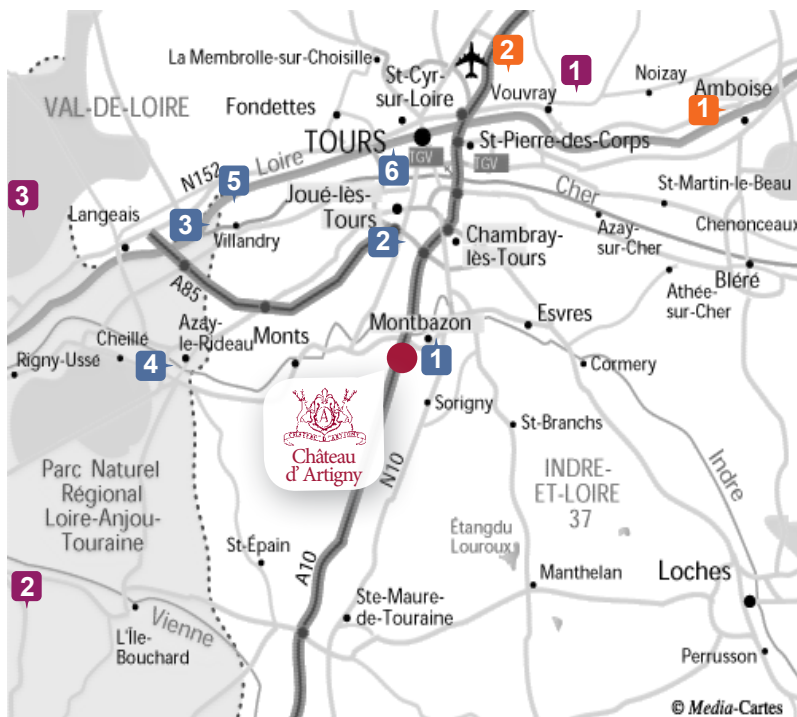 2
La Membrolle-sur-Choisille
St-Cyr-
sur-Loire
1
Noizay
Vouvray
Amboise
VAL-DE-LOIRE
Fondettes
1
TOURS
St-Pierre-des-Corps
TGV
TGV
Loire
N152
6
5
3
Joué-lès-
Tours
Cher
St-Martin-le-Beau
Langeais
3
Villandry
2
Chambray-
lès-Tours
Azay-
sur-Cher
Chenonceaux
Bléré
A85
Athée-
sur-Cher
Esvres
Montbazon
Azay-
le-Rideau
Monts
Cheillé
Rigny-Ussé
4
1
Cormery
A
CHÂTEAU D'ARTIGNY
Château
d'Artigny
Sorigny
St-Branchs
N10
INDRE-
ET-LOIRE
37
Indre
Parc Naturel
Régional
Loire-Anjou-
Touraine
St-Épain
A10
Étangdu
Louroux
Manthelan
Loches
2
Ste-Maure-
de-Touraine
Vienne
L'Île-
Bouchard
Perrusson
© Media-Cartes